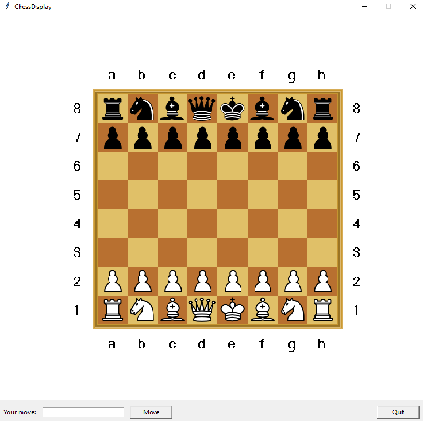 ChessDisplay
a b c d e f g h
8 8
7 7
6 6
5 5
4 4
3 3
2 2
1 1
a b c d e f g h
Your move: Move Quit